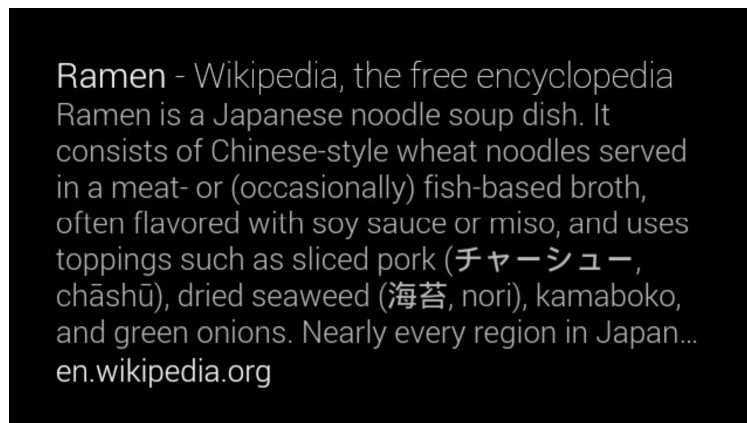 Ramen - Wikipedia, the free encyclopedia
Ramen is a Japanese noodle soup dish. It
consists of Chinese-style wheat noodles served
in a meat- or (occasionally) fish-based broth,
often flavored with soy sauce or miso, and uses
toppings such as sliced pork (チャーシュー,
chāshū), dried seaweed (海苔, nori), kamaboko,
and green onions. Nearly every region in Japan...
en.wikipedia.org